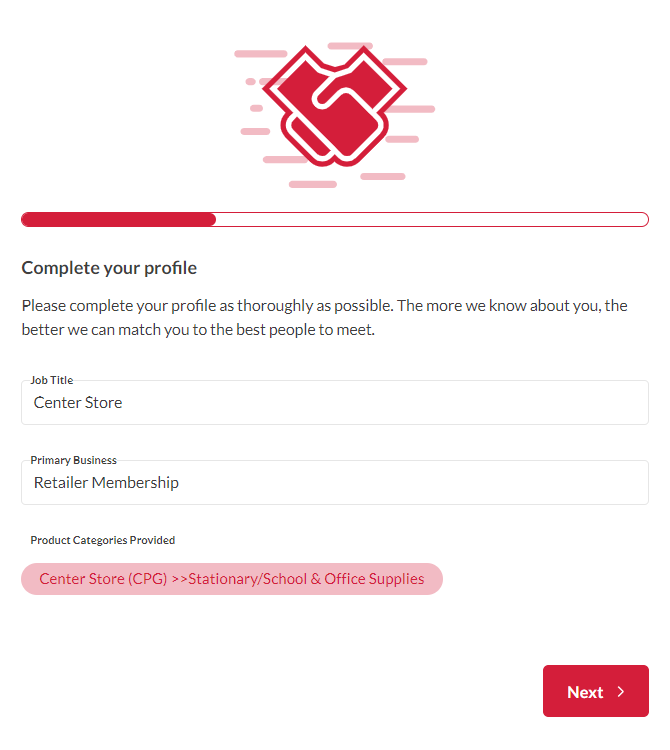 Complete your profile
Please complete your profile as thoroughly as possible. The more we know about you, the
better we can match you to the best people to meet.
Job Title
Center Store
Primary Business
Retailer Membership
Product Categories Provided
Center Store (CPG) >>Stationary/School & Office Supplies
Next